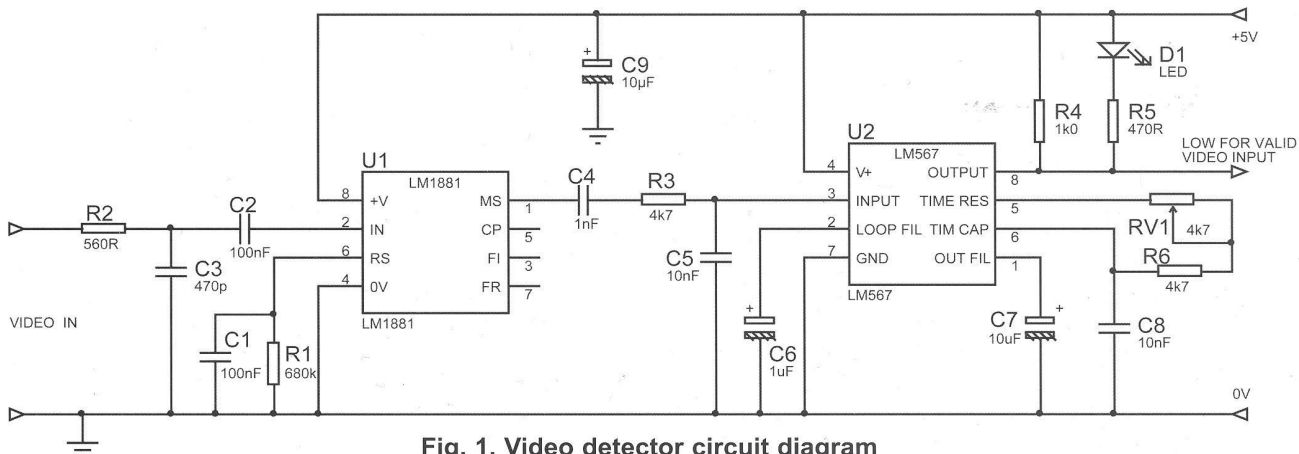 +5V
+
C9
10µF
D1
LED
R4
1k0
R5
470R
LOW FOR VALID
VIDEO INPUT
U1
LM1881
8
+V
2
IN
6
RS
4
0V
MS
1
CP
5
FI
3
FR
7
LM1881
R2
560R
C2
100nF
C3
470p
VIDEO IN
C1
100nF
R1
680k
C4
1nF
R3
4k7
C5
10nF
U2
LM567
4
V+
3
INPUT
2
LOOP FIL
7
GND
OUTPUT
8
TIME RES
5
TIM CAP
6
OUT FIL
1
LM567
RV1
4k7
R6
4k7
+
C6
1uF
C7
10uF
+
C8
10nF
0V
Fig. 1. Video detector circuit diagram